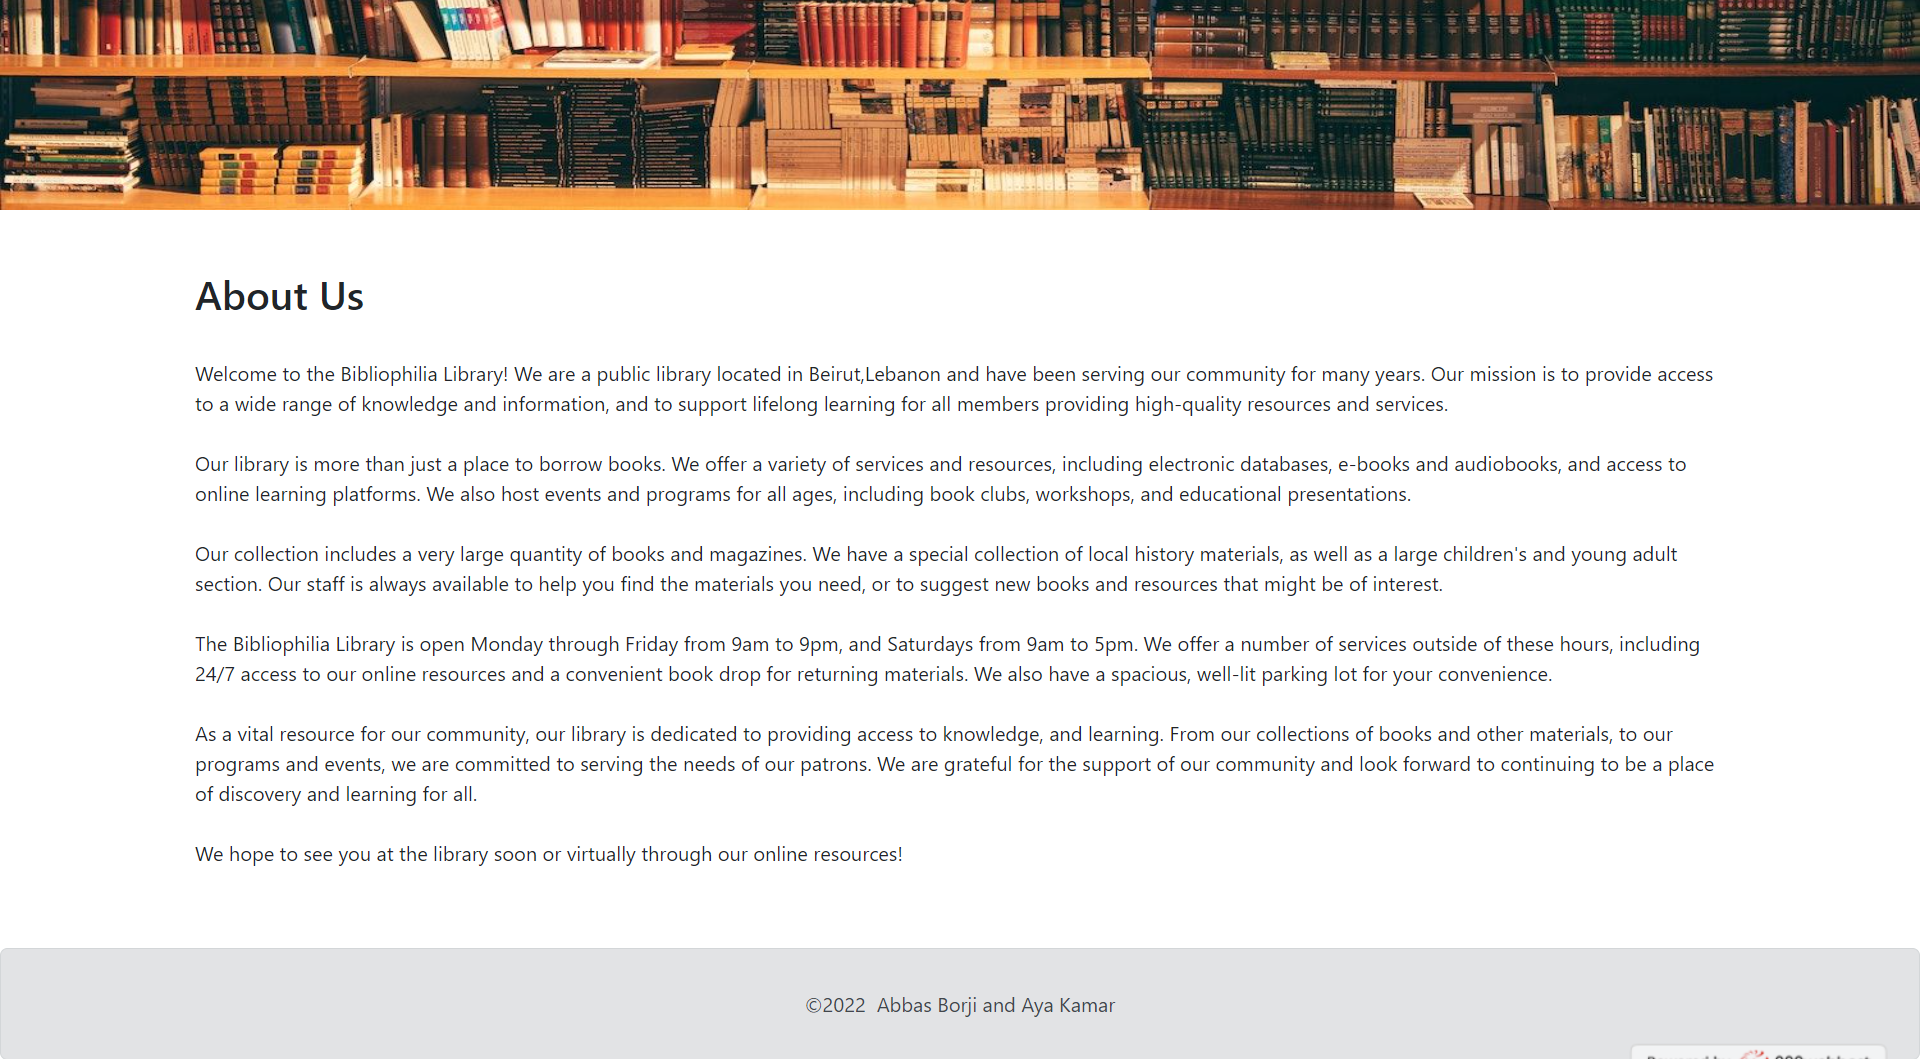 About Us
Welcome to the Bibliophilia Library! We are a public library located in Beirut,Lebanon and have been serving our community for many years. Our mission is to provide access
to a wide range of knowledge and information, and to support lifelong learning for all members providing high-quality resources and services.
Our library is more than just a place to borrow books. We offer a variety of services and resources, including electronic databases, e-books and audiobooks, and access to
online learning platforms. We also host events and programs for all ages, including book clubs, workshops, and educational presentations.
Our collection includes a very large quantity of books and magazines. We have a special collection of local history materials, as well as a large children's and young adult
section. Our staff is always available to help you find the materials you need, or to suggest new books and resources that might be of interest.
The Bibliophilia Library is open Monday through Friday from 9am to 9pm, and Saturdays from 9am to 5pm. We offer a number of services outside of these hours, including
24/7 access to our online resources and a convenient book drop for returning materials. We also have a spacious, well-lit parking lot for your convenience.
As a vital resource for our community, our library is dedicated to providing access to knowledge, and learning. From our collections of books and other materials, to our
programs and events, we are committed to serving the needs of our patrons. We are grateful for the support of our community and look forward to continuing to be a place
of discovery and learning for all.
We hope to see you at the library soon or virtually through our online resources!
©2022 Abbas Borji and Aya Kamar